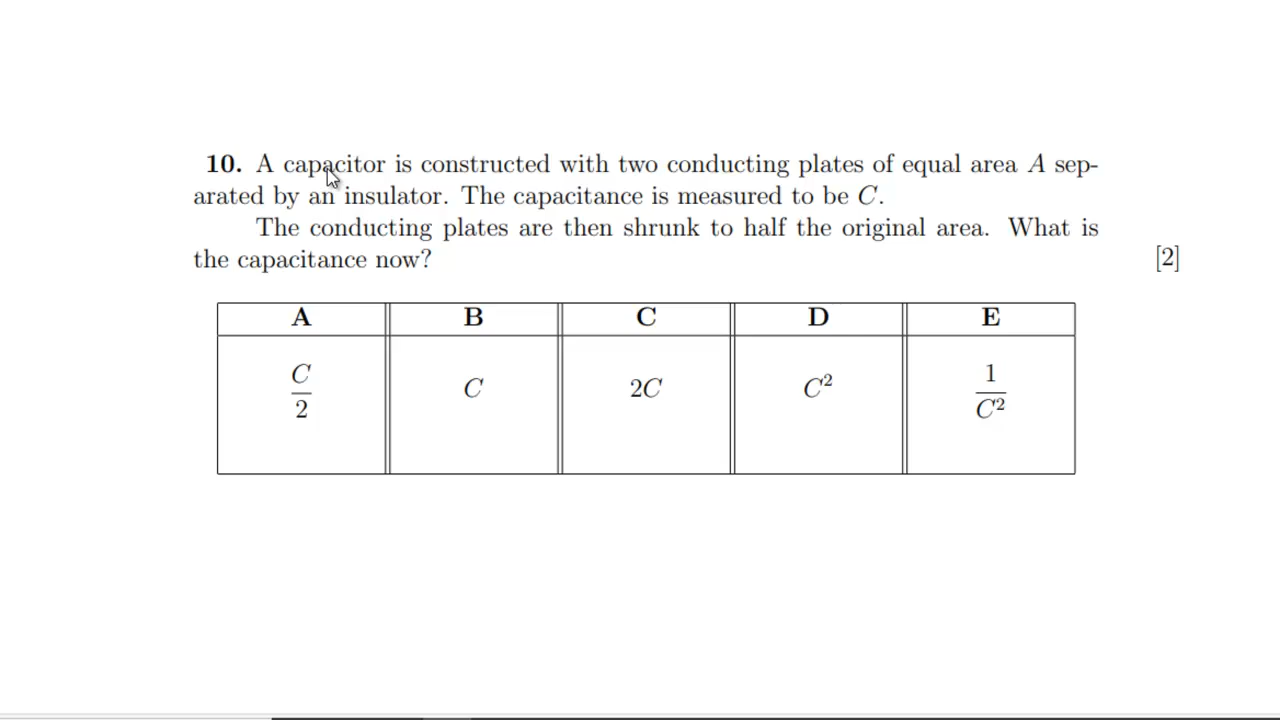 10. A capacitor is constructed with two conducting plates of equal area A sep-
arated by an insulator. The capacitance is measured to be C.
The conducting plates are then shrunk to half the original area. What is
the capacitance now? [2]
A B C D E
C/2 C 2C C² 1/C²